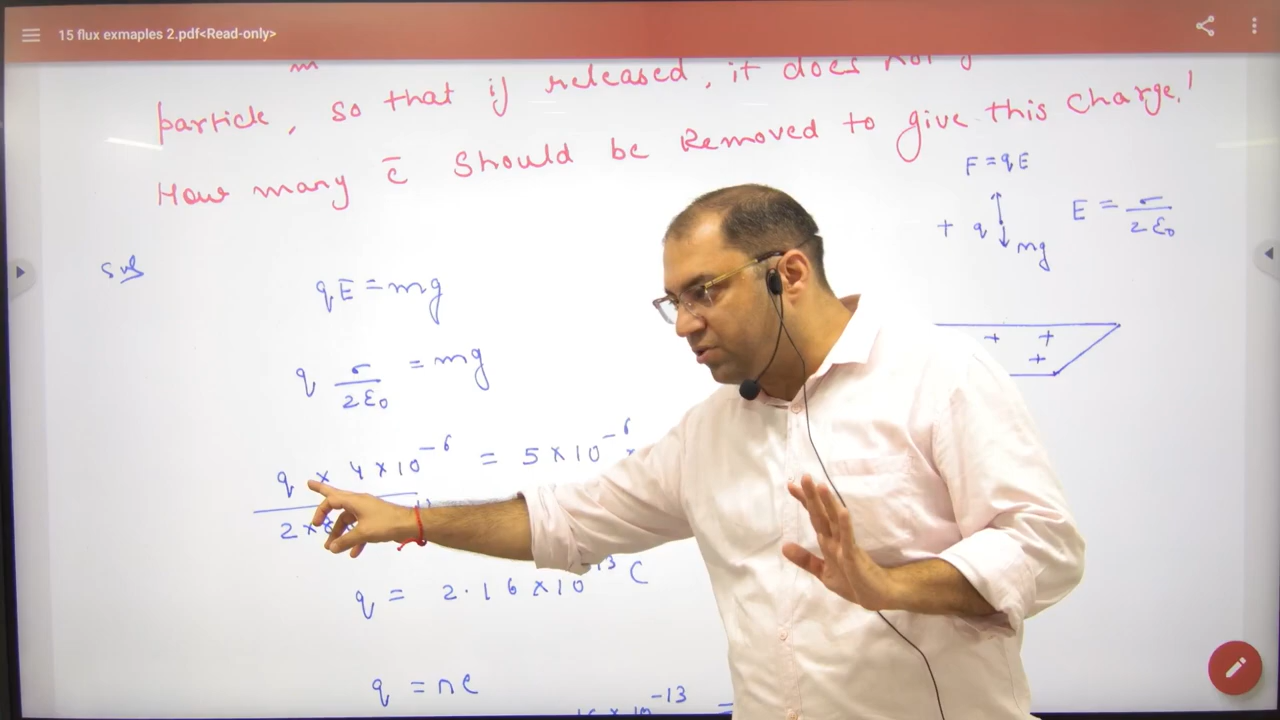 15 flux exmaples 2.pdf<Read-only>
m
particle, so that if released, it does not
How many e̅ Should be Removed to give this charge?
F = qE
+ q
mg
E = σ/2ε₀
Sol
qE = mg
q σ/2ε₀ = mg
q × 4 × 10⁻⁶ = 5 × 10⁻⁶ ×
2 ×
q = 2.16 × 10⁻¹³ C
q = ne
+ +
+